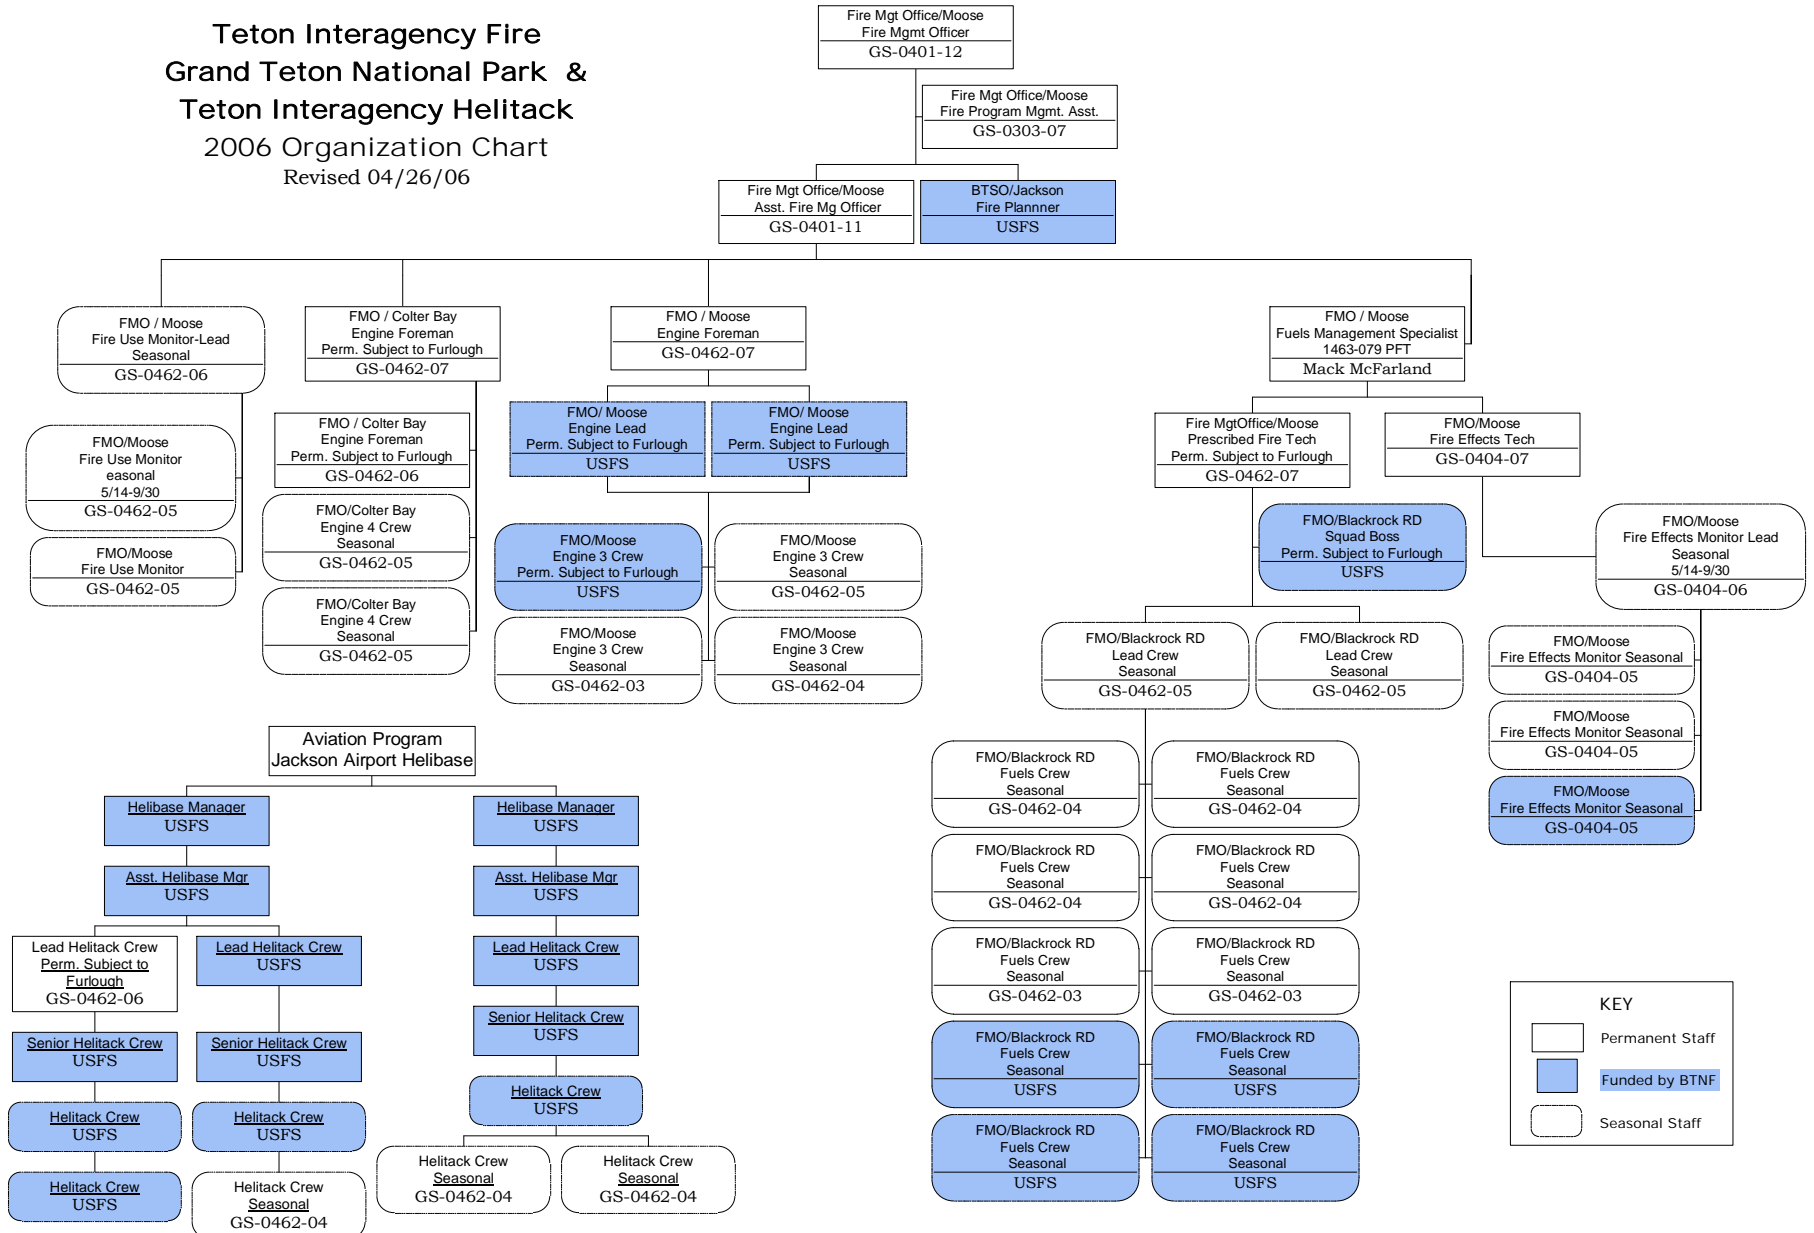 Teton Interagency Fire
Grand Teton National Park &
Teton Interagency Helitack
2006 Organization Chart
Revised 04/26/06
Fire Mgt Office/Moose
Fire Mgmt Officer
GS-0401-12
Fire Mgt Office/Moose
Fire Program Mgmt. Asst.
GS-0303-07
Fire Mgt Office/Moose
Asst. Fire Mg Officer
GS-0401-11
BTSO/Jackson
Fire Plannner
USFS
FMO / Moose
Fire Use Monitor-Lead
Seasonal
GS-0462-06
FMO/Moose
Fire Use Monitor
easonal
5/14-9/30
GS-0462-05
FMO/Moose
Fire Use Monitor
GS-0462-05
FMO / Colter Bay
Engine Foreman
Perm. Subject to Furlough
GS-0462-07
FMO / Colter Bay
Engine Foreman
Perm. Subject to Furlough
GS-0462-06
FMO/Colter Bay
Engine 4 Crew
Seasonal
GS-0462-05
FMO/Colter Bay
Engine 4 Crew
Seasonal
GS-0462-05
FMO / Moose
Engine Foreman
GS-0462-07
FMO/ Moose
Engine Lead
Perm. Subject to Furlough
USFS
FMO/ Moose
Engine Lead
Perm. Subject to Furlough
USFS
FMO/Moose
Engine 3 Crew
Perm. Subject to Furlough
USFS
FMO/Moose
Engine 3 Crew
Seasonal
GS-0462-05
FMO/Moose
Engine 3 Crew
Seasonal
GS-0462-03
FMO/Moose
Engine 3 Crew
Seasonal
GS-0462-04
FMO / Moose
Fuels Management Specialist
1463-079 PFT
Mack McFarland
Fire MgtOffice/Moose
Prescribed Fire Tech
Perm. Subject to Furlough
GS-0462-07
FMO/Moose
Fire Effects Tech
GS-0404-07
FMO/Blackrock RD
Squad Boss
Perm. Subject to Furlough
USFS
FMO/Moose
Fire Effects Monitor Lead
Seasonal
5/14-9/30
GS-0404-06
FMO/Blackrock RD
Lead Crew
Seasonal
GS-0462-05
FMO/Blackrock RD
Lead Crew
Seasonal
GS-0462-05
FMO/Moose
Fire Effects Monitor Seasonal
GS-0404-05
FMO/Moose
Fire Effects Monitor Seasonal
GS-0404-05
FMO/Moose
Fire Effects Monitor Seasonal
GS-0404-05
FMO/Blackrock RD
Fuels Crew
Seasonal
GS-0462-04
FMO/Blackrock RD
Fuels Crew
Seasonal
GS-0462-04
FMO/Blackrock RD
Fuels Crew
Seasonal
GS-0462-04
FMO/Blackrock RD
Fuels Crew
Seasonal
GS-0462-04
FMO/Blackrock RD
Fuels Crew
Seasonal
GS-0462-03
FMO/Blackrock RD
Fuels Crew
Seasonal
GS-0462-03
FMO/Blackrock RD
Fuels Crew
Seasonal
USFS
FMO/Blackrock RD
Fuels Crew
Seasonal
USFS
FMO/Blackrock RD
Fuels Crew
Seasonal
USFS
FMO/Blackrock RD
Fuels Crew
Seasonal
USFS
Aviation Program
Jackson Airport Helibase
Helibase Manager
USFS
Asst. Helibase Mgr
USFS
Lead Helitack Crew
Perm. Subject to
Furlough
GS-0462-06
Lead Helitack Crew
USFS
Senior Helitack Crew
USFS
Senior Helitack Crew
USFS
Helitack Crew
USFS
Helitack Crew
USFS
Helitack Crew
USFS
Helitack Crew
Seasonal
GS-0462-04
Helibase Manager
USFS
Asst. Helibase Mgr
USFS
Lead Helitack Crew
USFS
Senior Helitack Crew
USFS
Helitack Crew
USFS
Helitack Crew
Seasonal
GS-0462-04
Helitack Crew
Seasonal
GS-0462-04
KEY
Permanent Staff
Funded by BTNF
Seasonal Staff